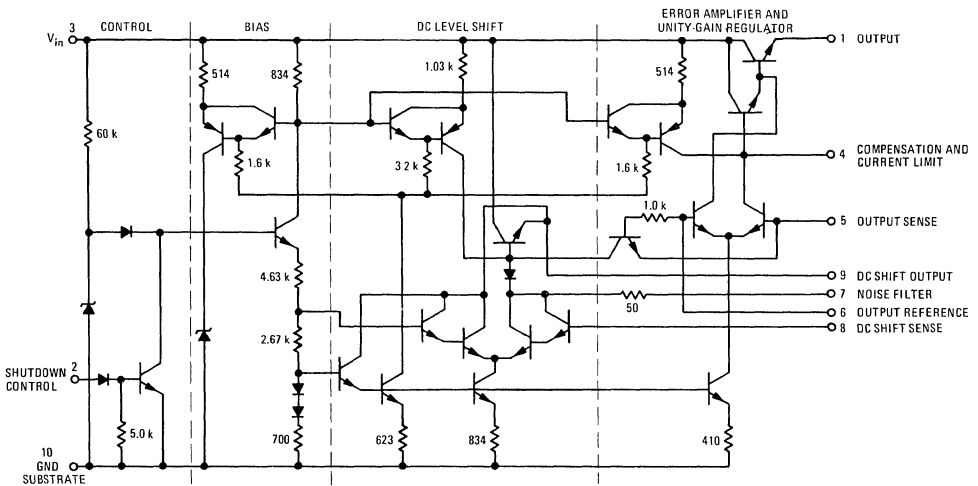 3
V in
CONTROL
BIAS
DC LEVEL SHIFT
ERROR AMPLIFIER AND
UNITY-GAIN REGULATOR
1 OUTPUT
514
834
1.03 k
514
60 k
1.6 k
3.2 k
1.6 k
4 COMPENSATION AND
CURRENT LIMIT
1.0 k
5 OUTPUT SENSE
4.63 k
9 DC SHIFT OUTPUT
7 NOISE FILTER
50
6 OUTPUT REFERENCE
8 DC SHIFT SENSE
2.67 k
SHUTDOWN 2
CONTROL
5.0 k
700
623
834
410
10
GND
SUBSTRATE